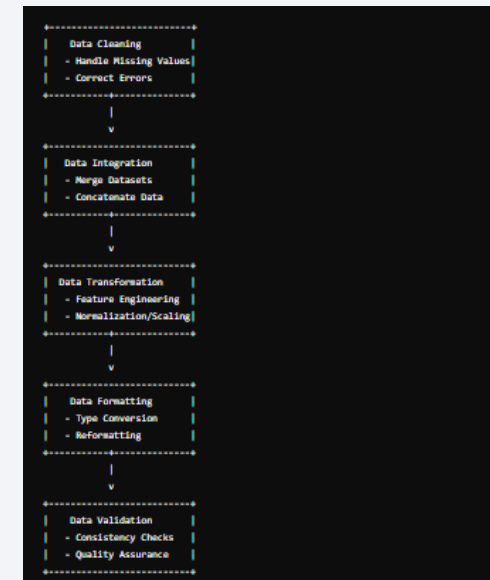 +--------------------------+
|    Data Cleaning         |
|   - Handle Missing Values|
|   - Correct Errors       |
+-----------+--------------+
|
v
+--------------------------+
|   Data Integration       |
|   - Merge Datasets       |
|   - Concatenate Data     |
+-----------+--------------+
|
v
+--------------------------+
|  Data Transformation     |
|   - Feature Engineering  |
|   - Normalization/Scaling|
+-----------+--------------+
|
v
+--------------------------+
|    Data Formatting       |
|   - Type Conversion      |
|   - Reformatting         |
+-----------+--------------+
|
v
+--------------------------+
|    Data Validation       |
|   - Consistency Checks   |
|   - Quality Assurance    |
+--------------------------+